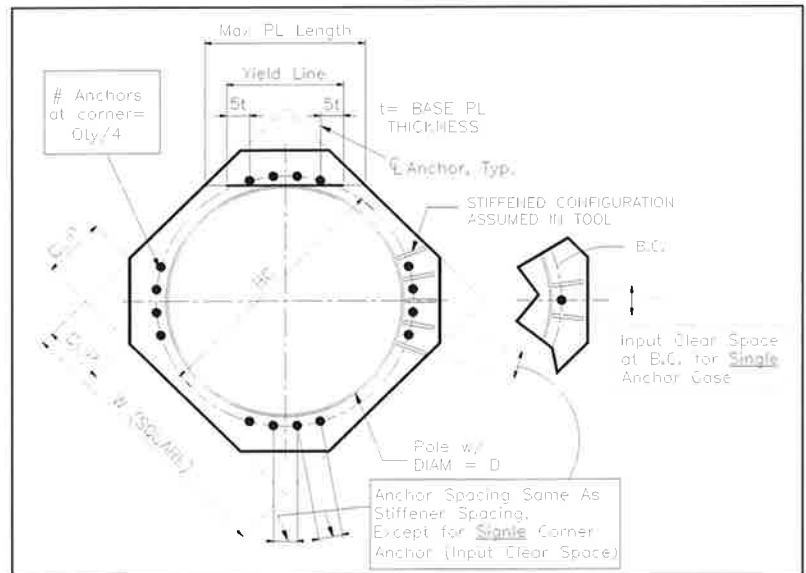 Max PL Length
Yield Line
5t
5t
# Anchors
at corner=
Qty/4
t= BASE PL
THICKNESS
℄ Anchor, Typ.
STIFFENED CONFIGURATION
ASSUMED IN TOOL
B.C.
BC
W (SQUARE)
Input Clear Space
at B.C. for Single
Anchor Case
Pole w/
DIAM = D
Anchor Spacing Same As
Stiffener Spacing,
Except for Signle Corner
Anchor (Input Clear Space)